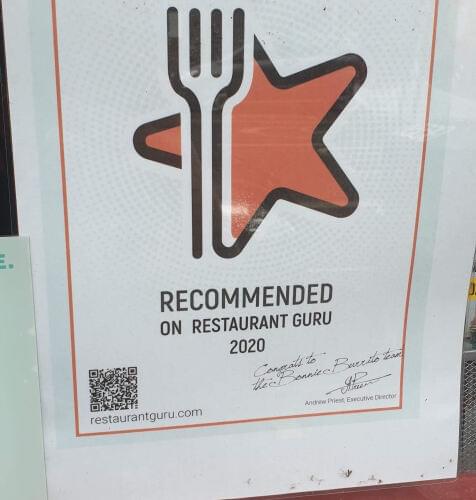 E.
RECOMMENDED
ON RESTAURANT GURU
2020
Congrats to
the Bonnie Burrito team
restaurantguru.com
Andrew Priest, Executive Director